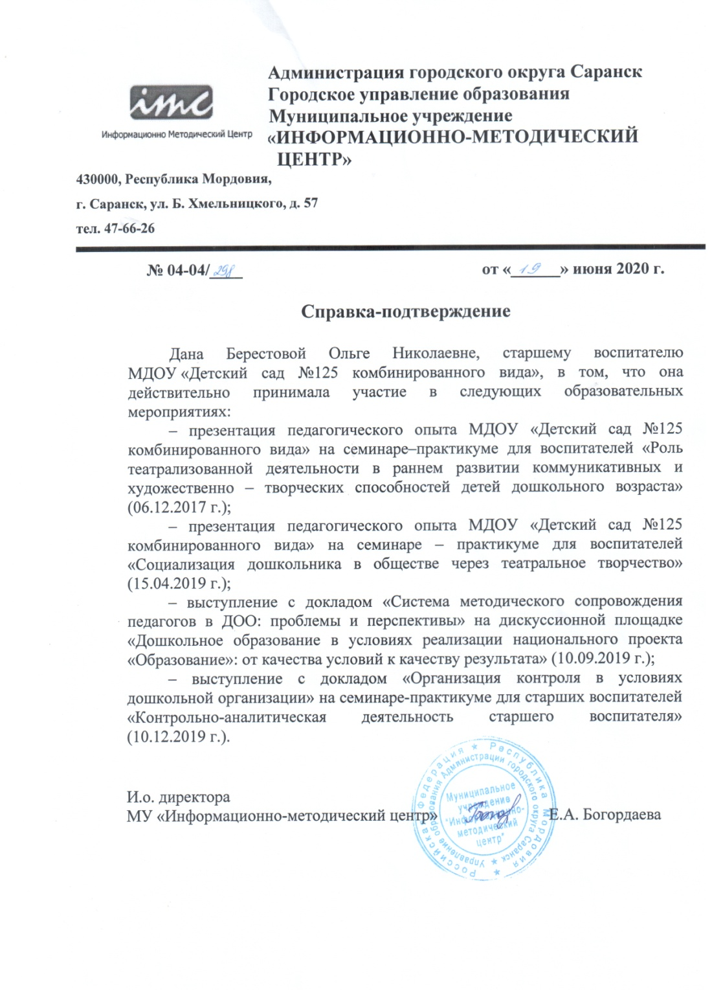 Администрация городского округа Саранск
Городское управление образования
Муниципальное учреждение
«ИНФОРМАЦИОННО-МЕТОДИЧЕСКИЙ
ЦЕНТР»
imc
Информационно Методический Центр
430000, Республика Мордовия,
г. Саранск, ул. Б. Хмельницкого, д. 57
тел. 47-66-26
№ 04-04/298 от «19» июня 2020 г.
Справка-подтверждение
Дана Берестовой Ольге Николаевне, старшему воспитателю
МДОУ «Детский сад №125 комбинированного вида», в том, что она
действительно принимала участие в следующих образовательных
мероприятиях:
– презентация педагогического опыта МДОУ «Детский сад №125
комбинированного вида» на семинаре–практикуме для воспитателей «Роль
театрализованной деятельности в раннем развитии коммуникативных и
художественно – творческих способностей детей дошкольного возраста»
(06.12.2017 г.);
– презентация педагогического опыта МДОУ «Детский сад №125
комбинированного вида» на семинаре – практикуме для воспитателей
«Социализация дошкольника в обществе через театральное творчество»
(15.04.2019 г.);
– выступление с докладом «Система методического сопровождения
педагогов в ДОО: проблемы и перспективы» на дискуссионной площадке
«Дошкольное образование в условиях реализации национального проекта
«Образование»: от качества условий к качеству результата» (10.09.2019 г.);
– выступление с докладом «Организация контроля в условиях
дошкольной организации» на семинаре-практикуме для старших воспитателей
«Контрольно-аналитическая деятельность старшего воспитателя»
(10.12.2019 г.).
И.о. директора
МУ «Информационно-методический центр» Е.А. Богордаева
Российская Федерация ★ Республика Мордовия ★
Управление образования Администрации городского округа Саранск ★
Муниципальное
учреждение
"Информационно-
методический
центр"